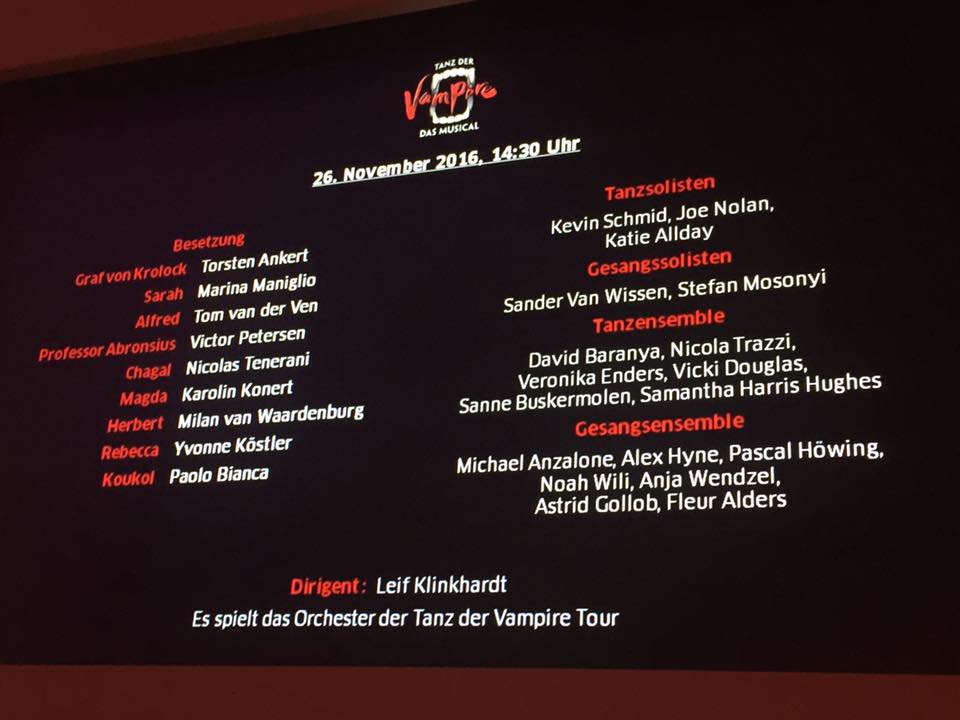 TANZ DER
Vampire
DAS MUSICAL
26. November 2016, 14:30 Uhr
Besetzung
Graf von Krolock Torsten Ankert
Sarah Marina Maniglio
Alfred Tom van der Ven
Professor Abronsius Victor Petersen
Chagal Nicolas Tenerani
Magda Karolin Konert
Herbert Milan van Waardenburg
Rebecca Yvonne Köstler
Koukol Paolo Bianca
Tanzsolisten
Kevin Schmid, Joe Nolan,
Katie Allday
Gesangssolisten
Sander Van Wissen, Stefan Mosonyi
Tanzensemble
David Baranya, Nicola Trazzi,
Veronika Enders, Vicki Douglas,
Sanne Buskermolen, Samantha Harris Hughes
Gesangsensemble
Michael Anzalone, Alex Hyne, Pascal Höwing,
Noah Wili, Anja Wendzel,
Astrid Gollob, Fleur Alders
Dirigent: Leif Klinkhardt
Es spielt das Orchester der Tanz der Vampire Tour